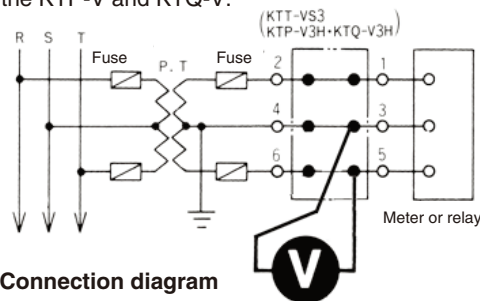 the KTP-V and KTQ-V.
(KTT-VS3
KTP-V3H・KTQ-V3H)
R S T
Fuse P. T Fuse 2 1
4 3
6 5
Meter or relay
V
Connection diagram